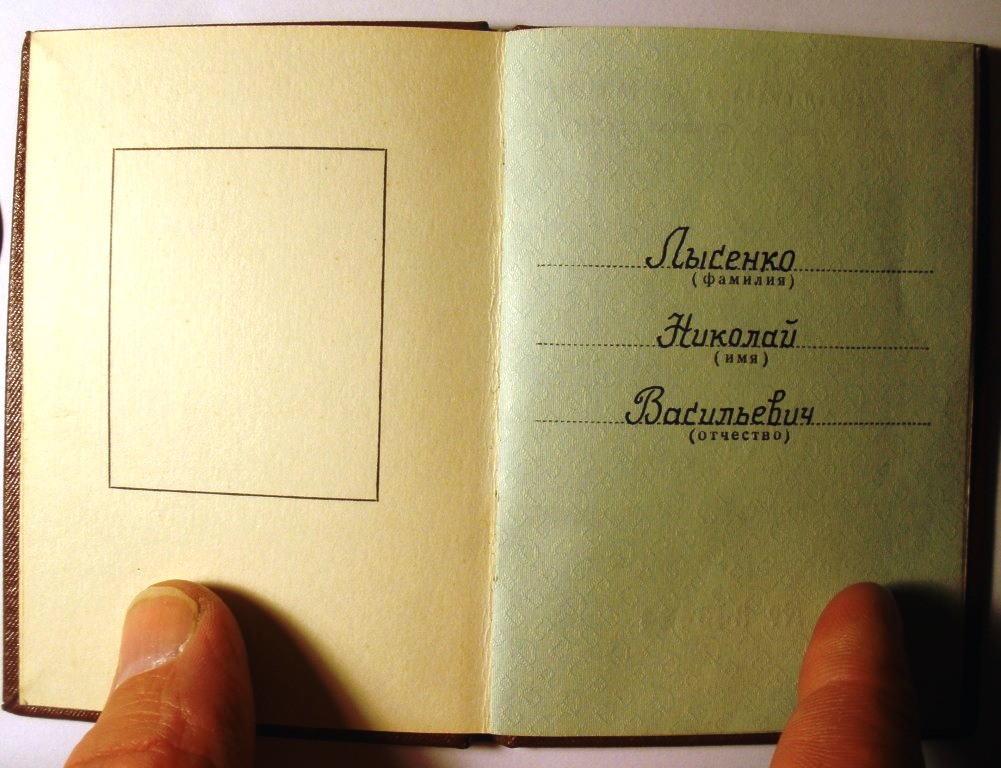 Лысенко
(фамилия)
Николай
(имя)
Васильевич
(отчество)